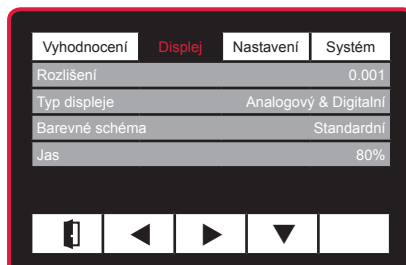 Vyhodnocení Displej Nastavení Systém
Rozlišení 0.001
Typ displeje Analogový & Digitalní
Barevné schéma Standardní
Jas 80%